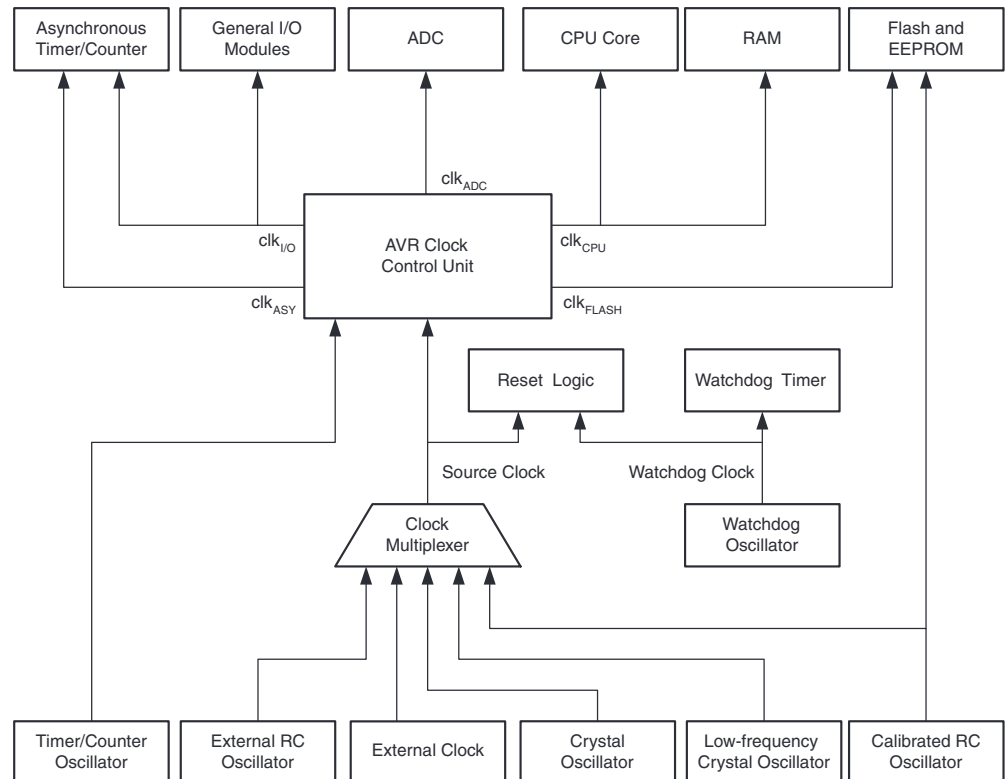 Asynchronous
Timer/Counter
General I/O
Modules
ADC
CPU Core
RAM
Flash and
EEPROM
clkADC
AVR Clock
Control Unit
clkI/O
clkCPU
clkASY
clkFLASH
Reset Logic
Watchdog Timer
Source Clock
Watchdog Clock
Clock
Multiplexer
Watchdog
Oscillator
Timer/Counter
Oscillator
External RC
Oscillator
External Clock
Crystal
Oscillator
Low-frequency
Crystal Oscillator
Calibrated RC
Oscillator